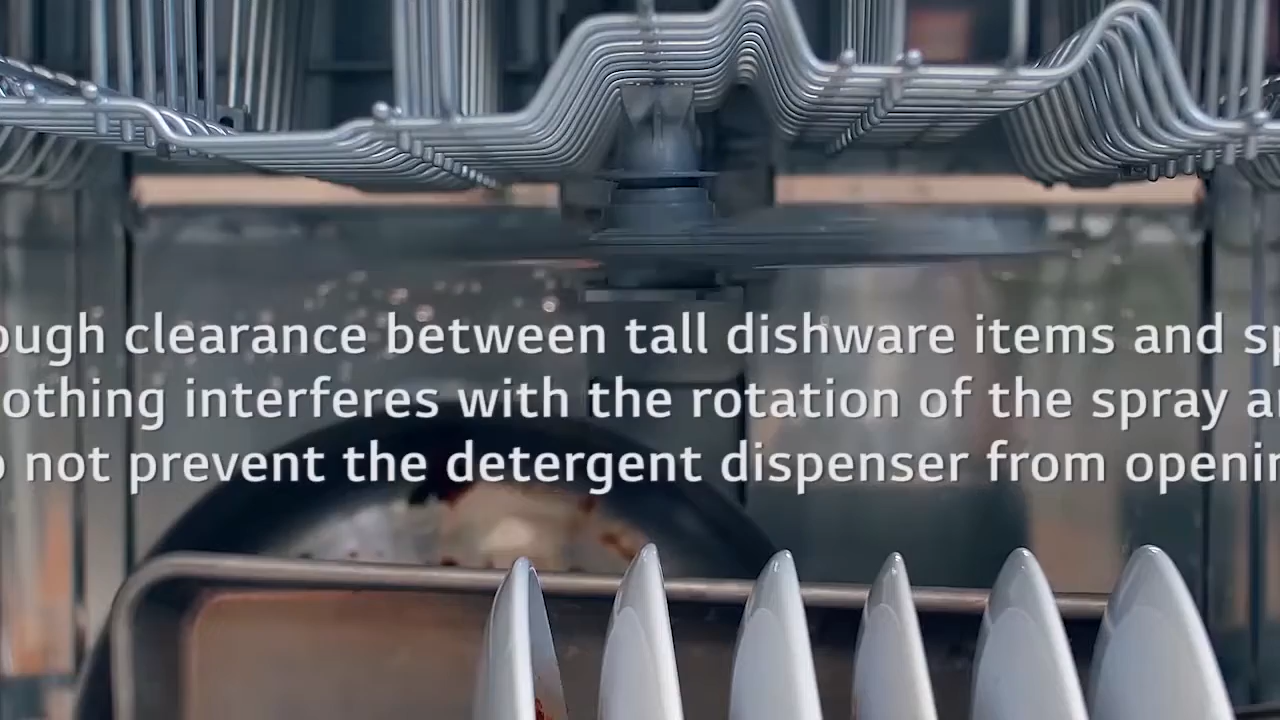 ough clearance between tall dishware items and sp
othing interferes with the rotation of the spray a
o not prevent the detergent dispenser from openin